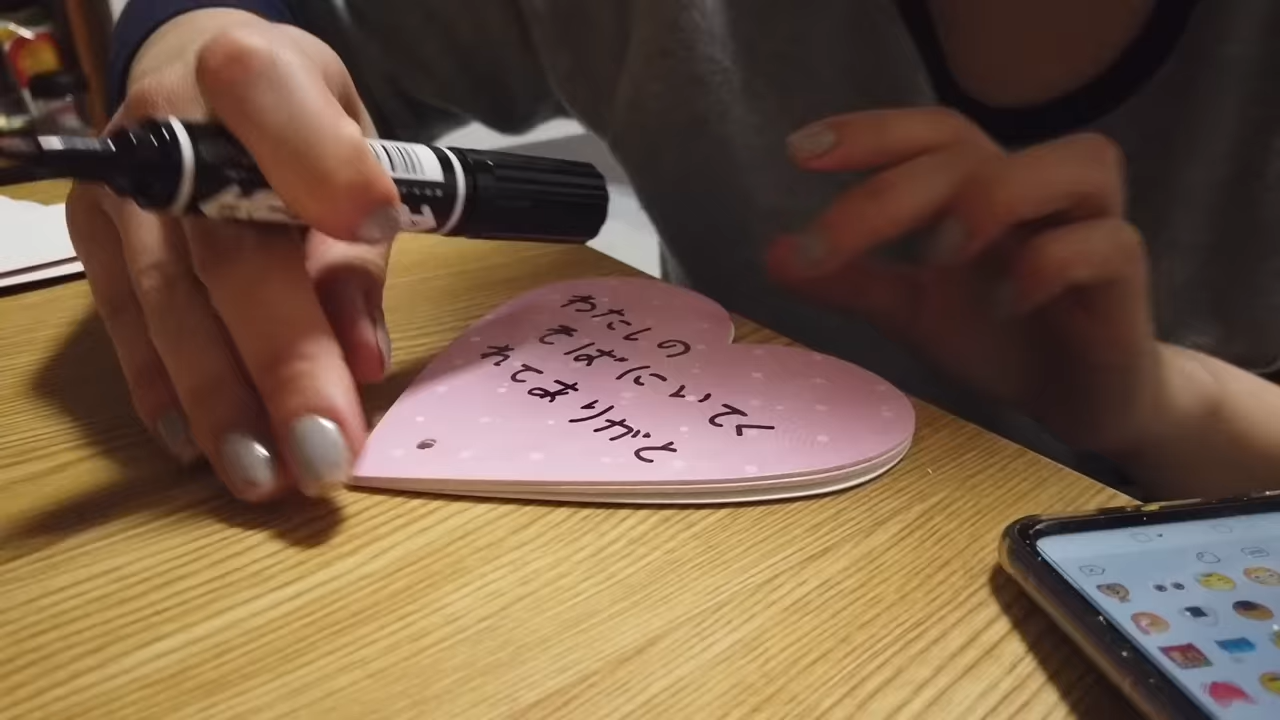 わたしの
そばにいてく
れてありがと